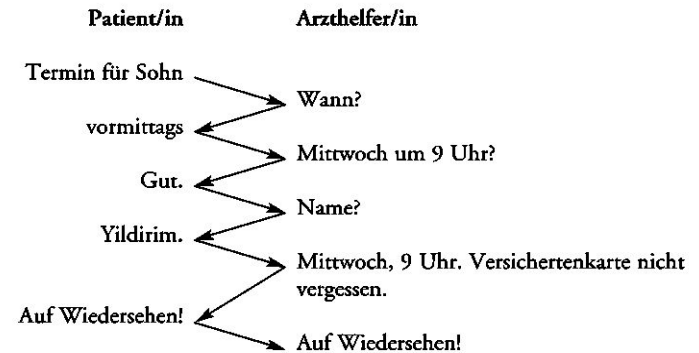 Patient/in Arzthelfer/in
Termin für Sohn
Wann?
vormittags
Mittwoch um 9 Uhr?
Gut.
Name?
Yildirim.
Mittwoch, 9 Uhr. Versichertenkarte nicht
vergessen.
Auf Wiedersehen!
Auf Wiedersehen!